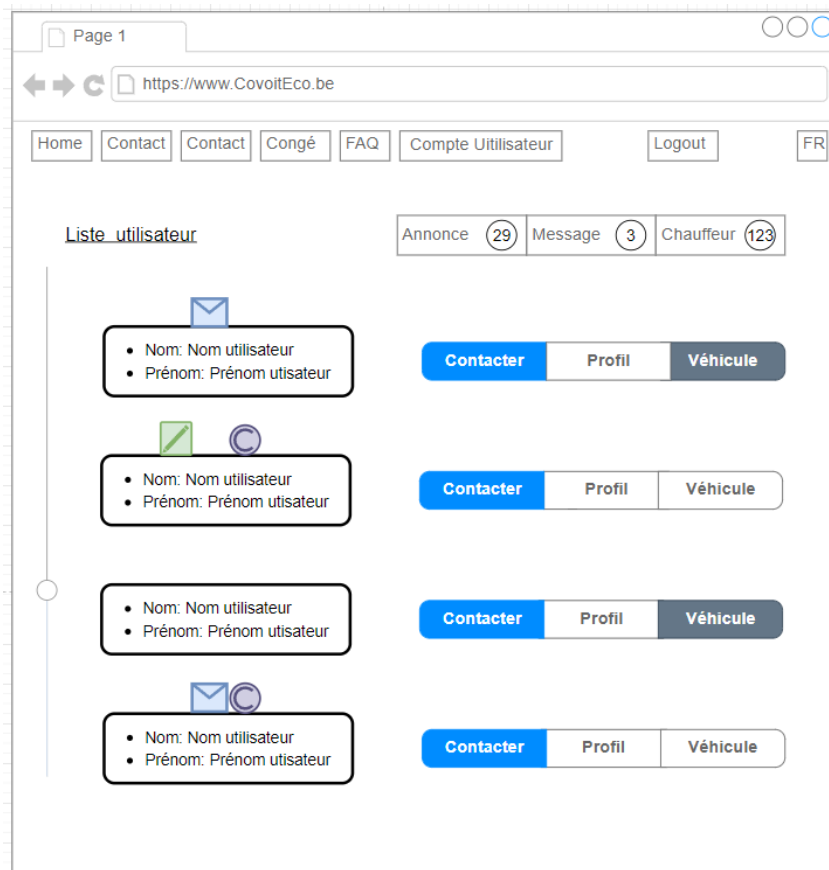 Page 1
https://www.CovoitEco.be
Home Contact Contact Congé FAQ Compte Uitilisateur Logout FR
Liste utilisateur
Annonce 29 Message 3 Chauffeur 123
• Nom: Nom utilisateur
• Prénom: Prénom utisateur
Contacter Profil Véhicule
C
• Nom: Nom utilisateur
• Prénom: Prénom utisateur
Contacter Profil Véhicule
• Nom: Nom utilisateur
• Prénom: Prénom utisateur
Contacter Profil Véhicule
C
• Nom: Nom utilisateur
• Prénom: Prénom utisateur
Contacter Profil Véhicule